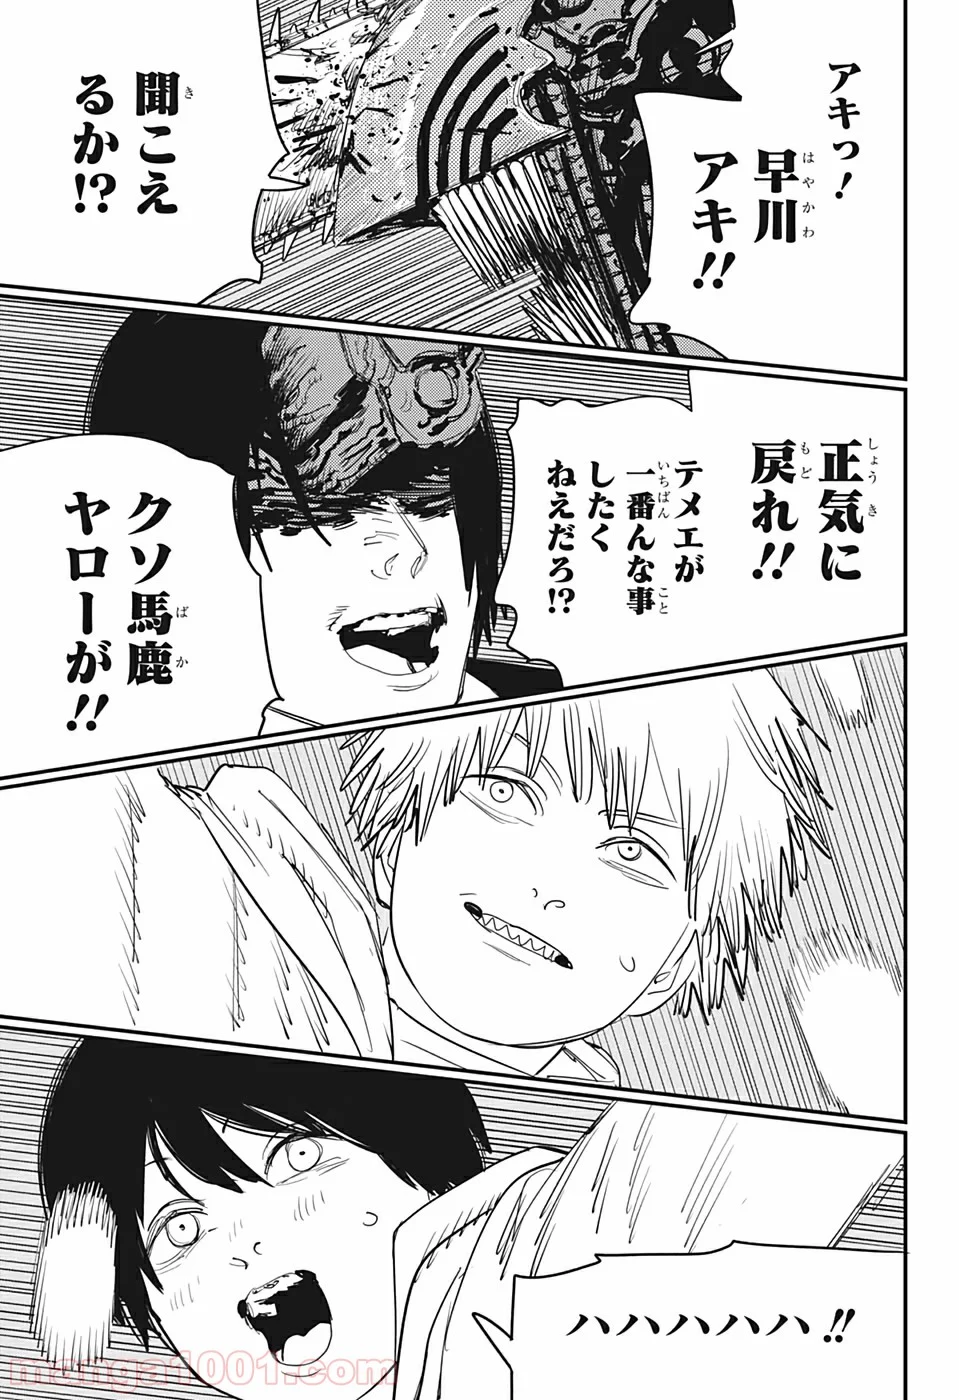 アキっ!
早川
アキ!!
聞こえ
るか!?
正気に
戻れ!!
テメエが
一番んな事
したく
ねえだろ!?
クソ馬鹿
ヤローが!!
ハハハハハハ!!
manga1001.com